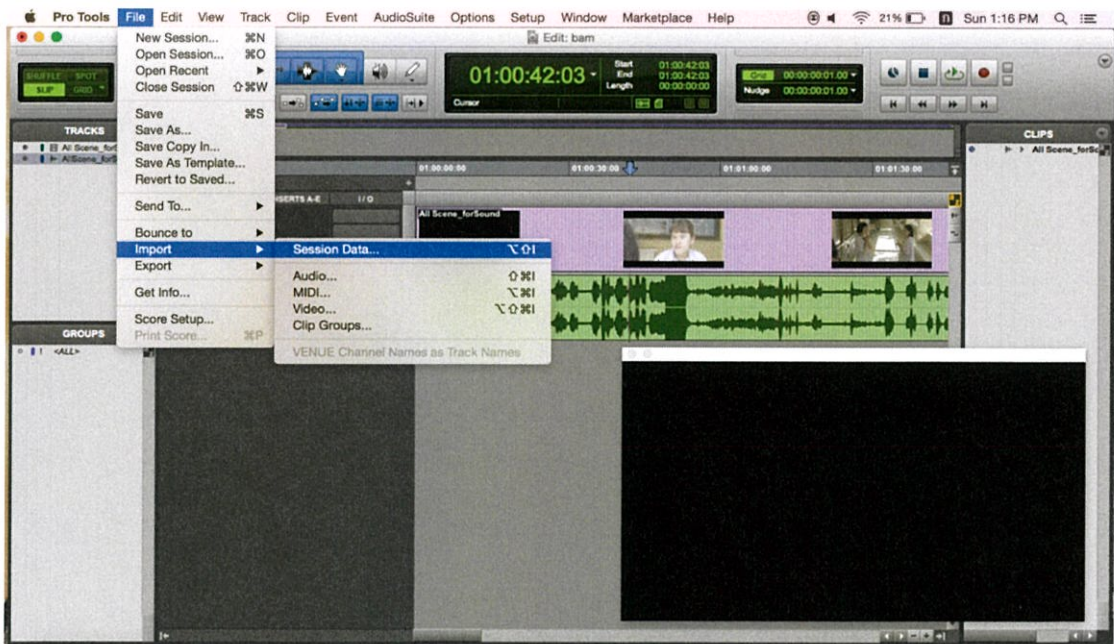 Pro Tools File Edit View Track Clip Event AudioSuite Options Setup Window Marketplace Help 21% Sun 1:16 PM
Edit: bam
New Session... ⌘N
Open Session... ⌘O
Open Recent
Close Session ⇧⌘W
Save ⌘S
Save As...
Save Copy In...
Save As Template...
Revert to Saved...
Send To...
Bounce to
Import
Export
Get Info...
Score Setup...
Print Score... ⌘P
Session Data... ⌥⇧I
Audio... ⇧⌘I
MIDI... ⌥⌘I
Video... ⌥⇧⌘I
Clip Groups...
VENUE Channel Names as Track Names
SHUFFLE SPOT
SLIP GRID
01:00:42:03
Start 01:00:42:03
End 01:00:42:03
Length 00:00:00:00
Cursor
Grid 00:00:00:01.00
Nudge 00:00:00:01.00
TRACKS
All Scene_forS
AllScene_forS
GROUPS
! <ALL>
01:00:00:00 01:00:30:00 01:01:00:00 01:01:30:00
INSERTS A-E I/O
All Scene_forSound
CLIPS
All Scene_forSo